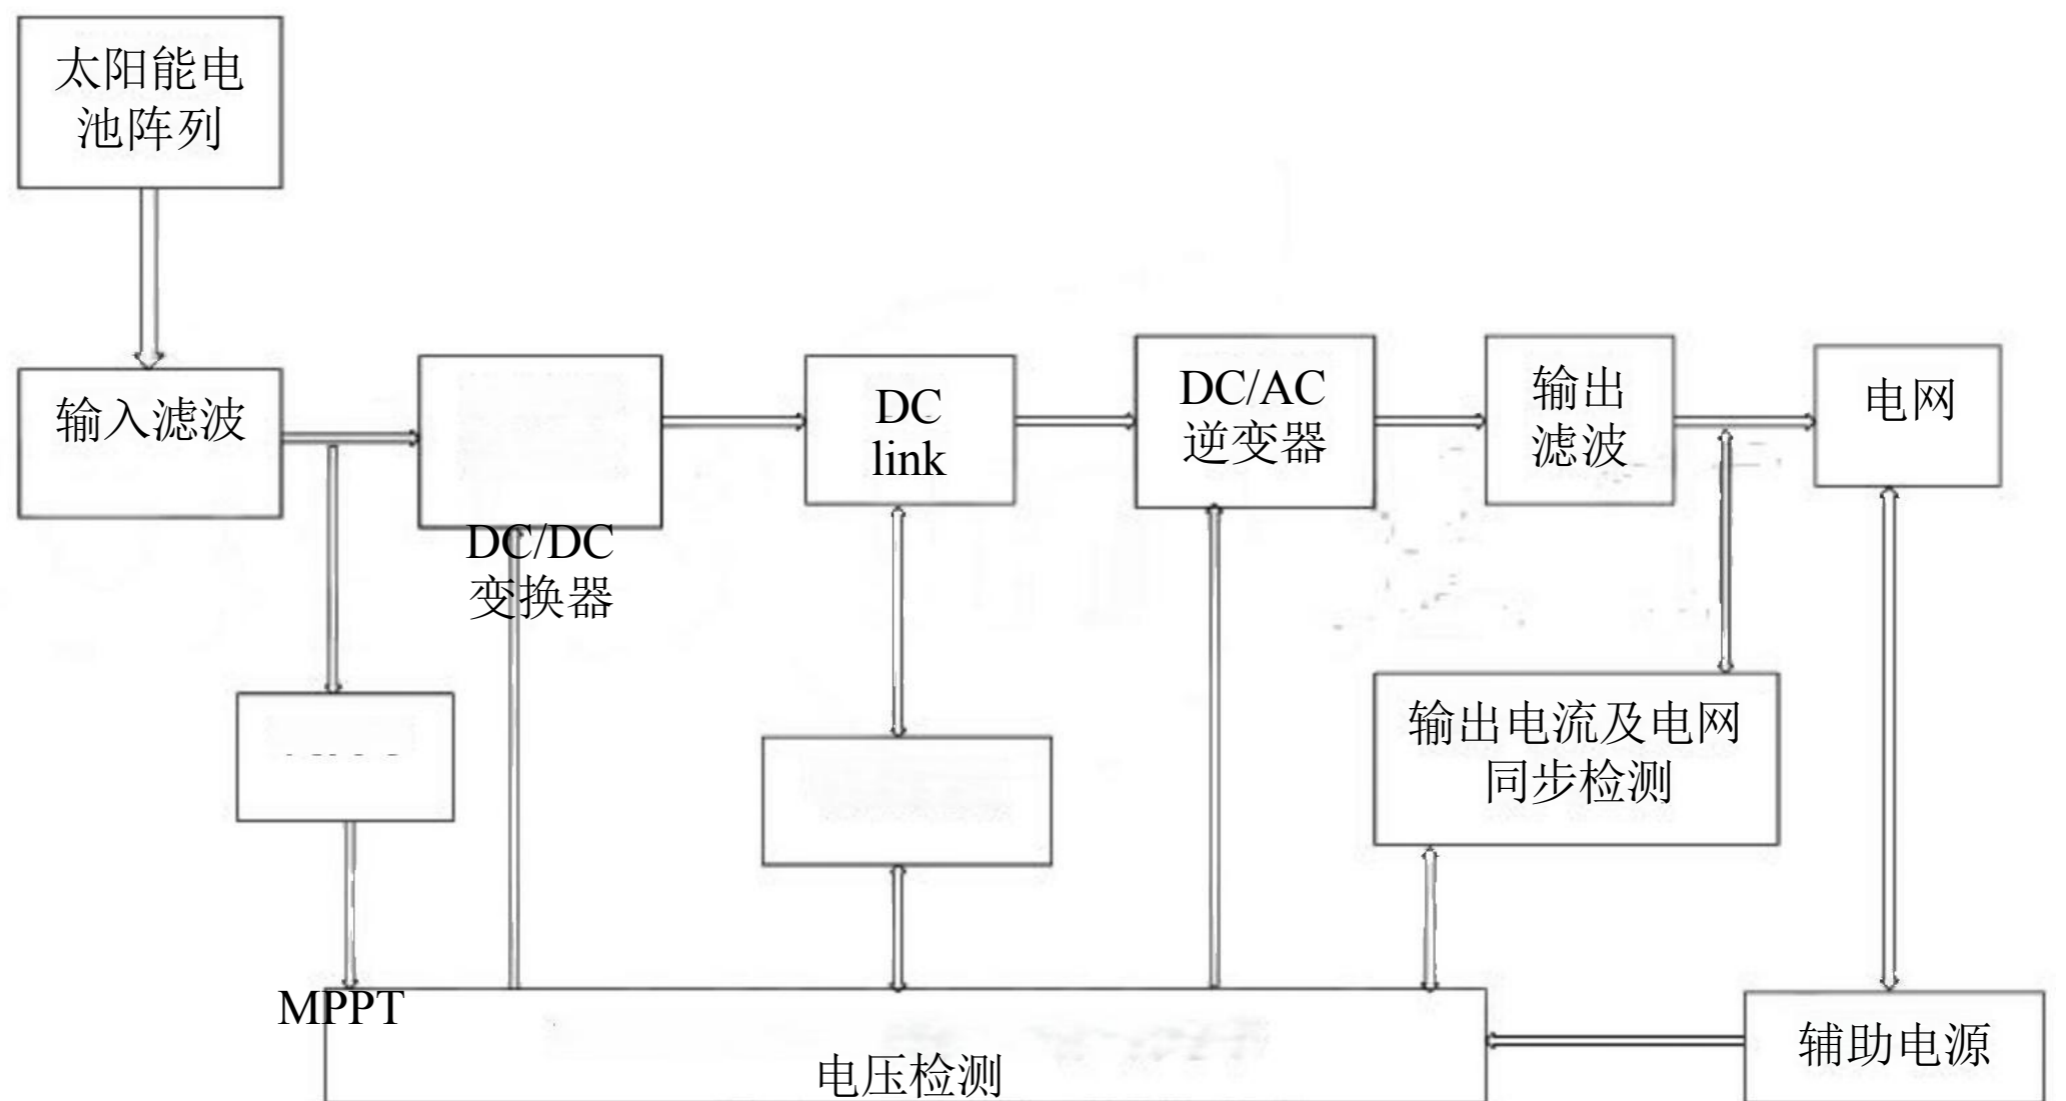 太阳能电
池阵列
输入滤波
DC/DC
变换器
DC
link
DC/AC
逆变器
输出
滤波
电网
输出电流及电网
同步检测
MPPT
电压检测
辅助电源